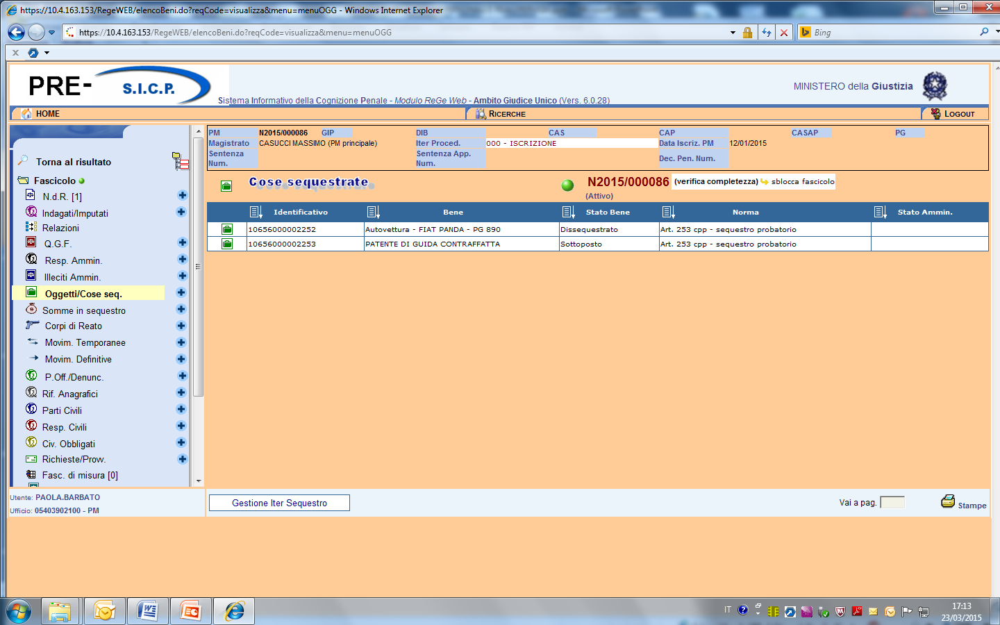 https://10.4.163.153/RegeWEB/elencoBeni.do?reqCode=visualizza&menu=menuOGG - Windows Internet Explorer
https://10.4.163.153/RegeWEB/elencoBeni.do?reqCode=visualizza&menu=menuOGG
Bing
PRE- S.I.C.P.
Sistema Informativo della Cognizione Penale - Modulo ReGe Web - Ambito Giudice Unico (Vers. 6.0.28)
MINISTERO della Giustizia
HOME
RICERCHE
LOGOUT
Torna al risultato
Fascicolo
N.d.R. [1]
Indagati/Imputati
Relazioni
Q.G.F.
Resp. Ammin.
Illeciti Ammin.
Oggetti/Cose seq.
Somme in sequestro
Corpi di Reato
Movim. Temporanee
Movim. Definitive
P.Off./Denunc.
Rif. Anagrafici
Parti Civili
Resp. Civili
Civ. Obbligati
Richieste/Provv.
Fasc. di misura [0]
Utente: PAOLA.BARBATO
Ufficio: 05403902100 - PM
PM N2015/000086 GIP DIB CAS CAP CASAP PG
Magistrato CASUCCI MASSIMO (PM principale) Iter Proced. 000 - ISCRIZIONE Data Iscriz. PM 12/01/2015
Sentenza Num. Sentenza App. Num. Dec. Pen. Num.
Cose sequestrate
N2015/000086 (verifica completezza) sblocca fascicolo
(Attivo)
Identificativo Bene Stato Bene Norma Stato Ammin.
10656000002252 Autovettura - FIAT PANDA - PG 890 Dissequestrato Art. 253 cpp - sequestro probatorio
10656000002253 PATENTE DI GUIDA CONTRAFFATTA Sottoposto Art. 253 cpp - sequestro probatorio
Gestione Iter Sequestro
Vai a pag.
Stampe
IT
17:13
23/03/2015